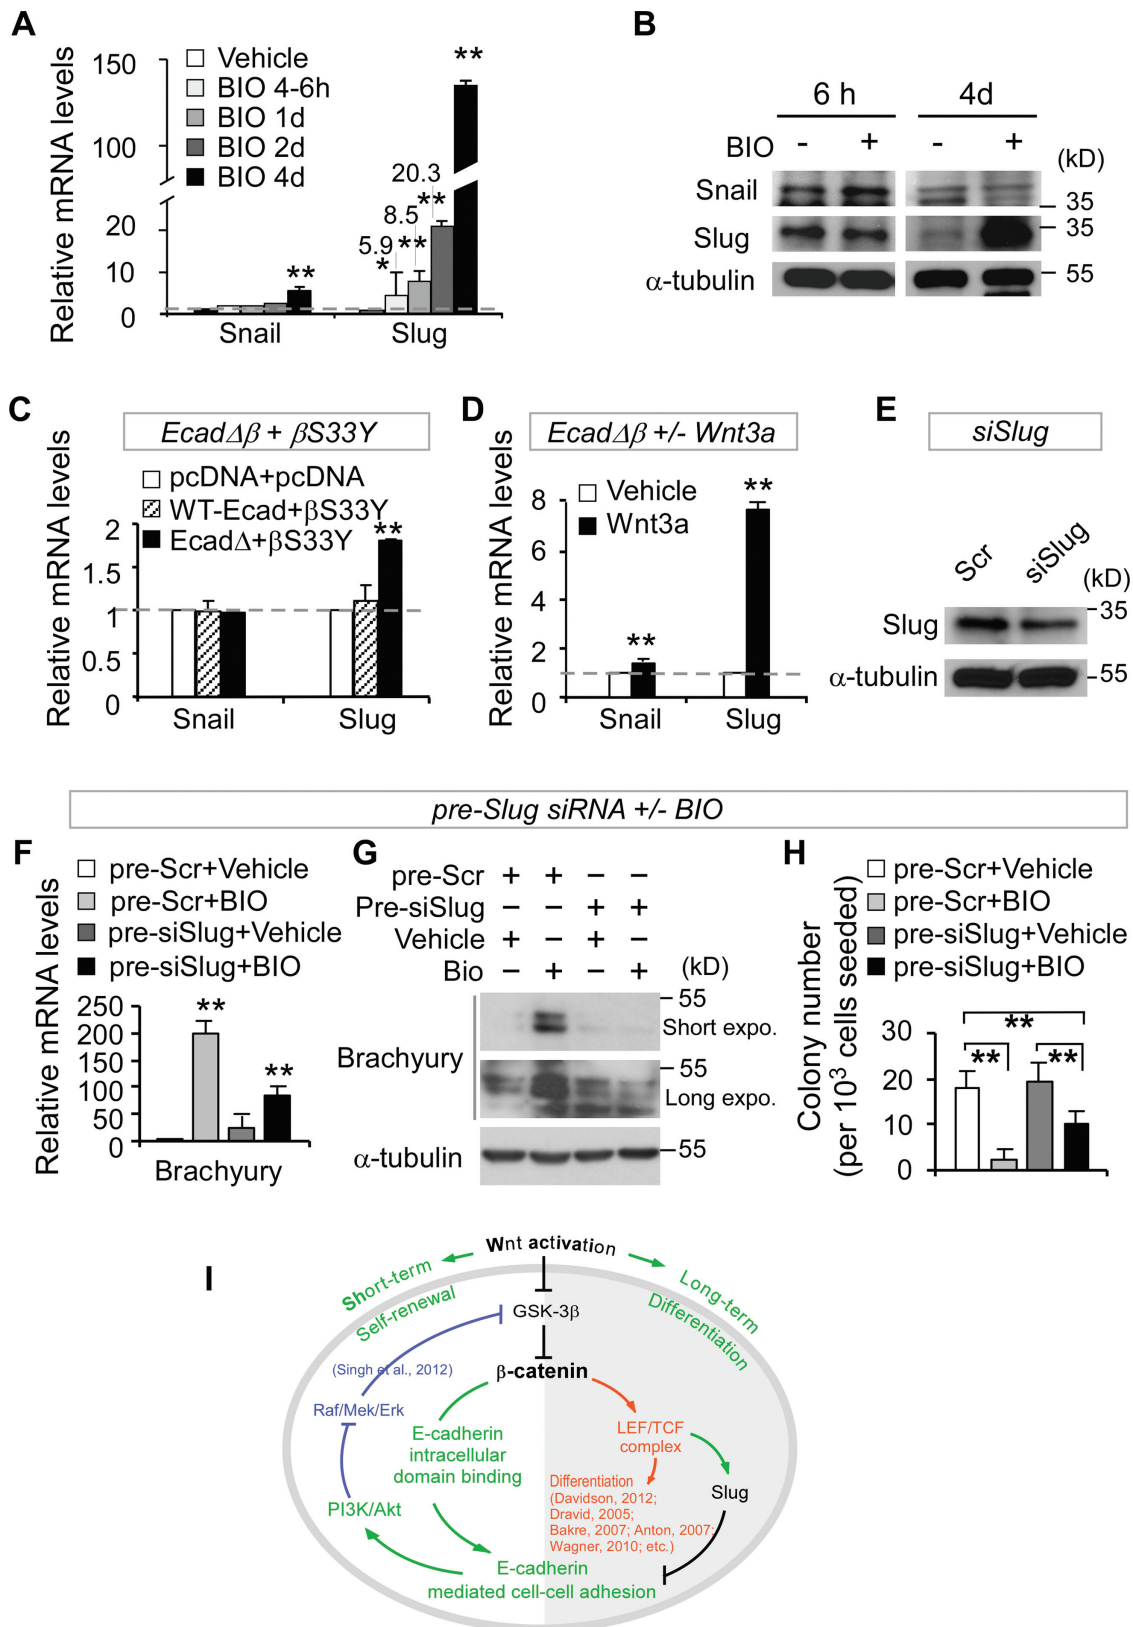 A
Relative mRNA levels
150
100
20
10
0
Vehicle
BIO 4-6h
BIO 1d
BIO 2d
BIO 4d
**
**
5.9
*
8.5
**
20.3
**
Snail
Slug
B
6 h
4d
BIO
- + - +
(kD)
Snail
35
Slug
35
α-tubulin
55
C
EcadΔβ + βS33Y
Relative mRNA levels
pcDNA+pcDNA
WT-Ecad+βS33Y
EcadΔ+βS33Y
2
1.5
1
0.5
0
**
Snail
Slug
D
EcadΔβ +/- Wnt3a
Relative mRNA levels
Vehicle
Wnt3a
8
6
4
2
0
**
**
Snail
Slug
E
siSlug
Scr
siSlug
(kD)
Slug
35
α-tubulin
55
pre-Slug siRNA +/- BIO
F
Relative mRNA levels
pre-Scr+Vehicle
pre-Scr+BIO
pre-siSlug+Vehicle
pre-siSlug+BIO
250
200
150
100
50
0
**
**
Brachyury
G
pre-Scr + + − −
Pre-siSlug − − + +
Vehicle + − + −
Bio − + − +
(kD)
55
Short expo.
Brachyury
55
Long expo.
α-tubulin
55
H
Colony number
(per 10³ cells seeded)
pre-Scr+Vehicle
pre-Scr+BIO
pre-siSlug+Vehicle
pre-siSlug+BIO
30
20
10
0
**
**
**
I
Wnt activation
Short-term
Self-renewal
Long-term
Differentiation
GSK-3β
(Singh et al., 2012)
β-catenin
Raf/Mek/Erk
E-cadherin
intracellular
domain binding
LEF/TCF
complex
PI3K/Akt
Differentiation
(Davidson, 2012;
Dravid, 2005;
Bakre, 2007; Anton, 2007;
Wagner, 2010; etc.)
Slug
E-cadherin
mediated cell-cell adhesion